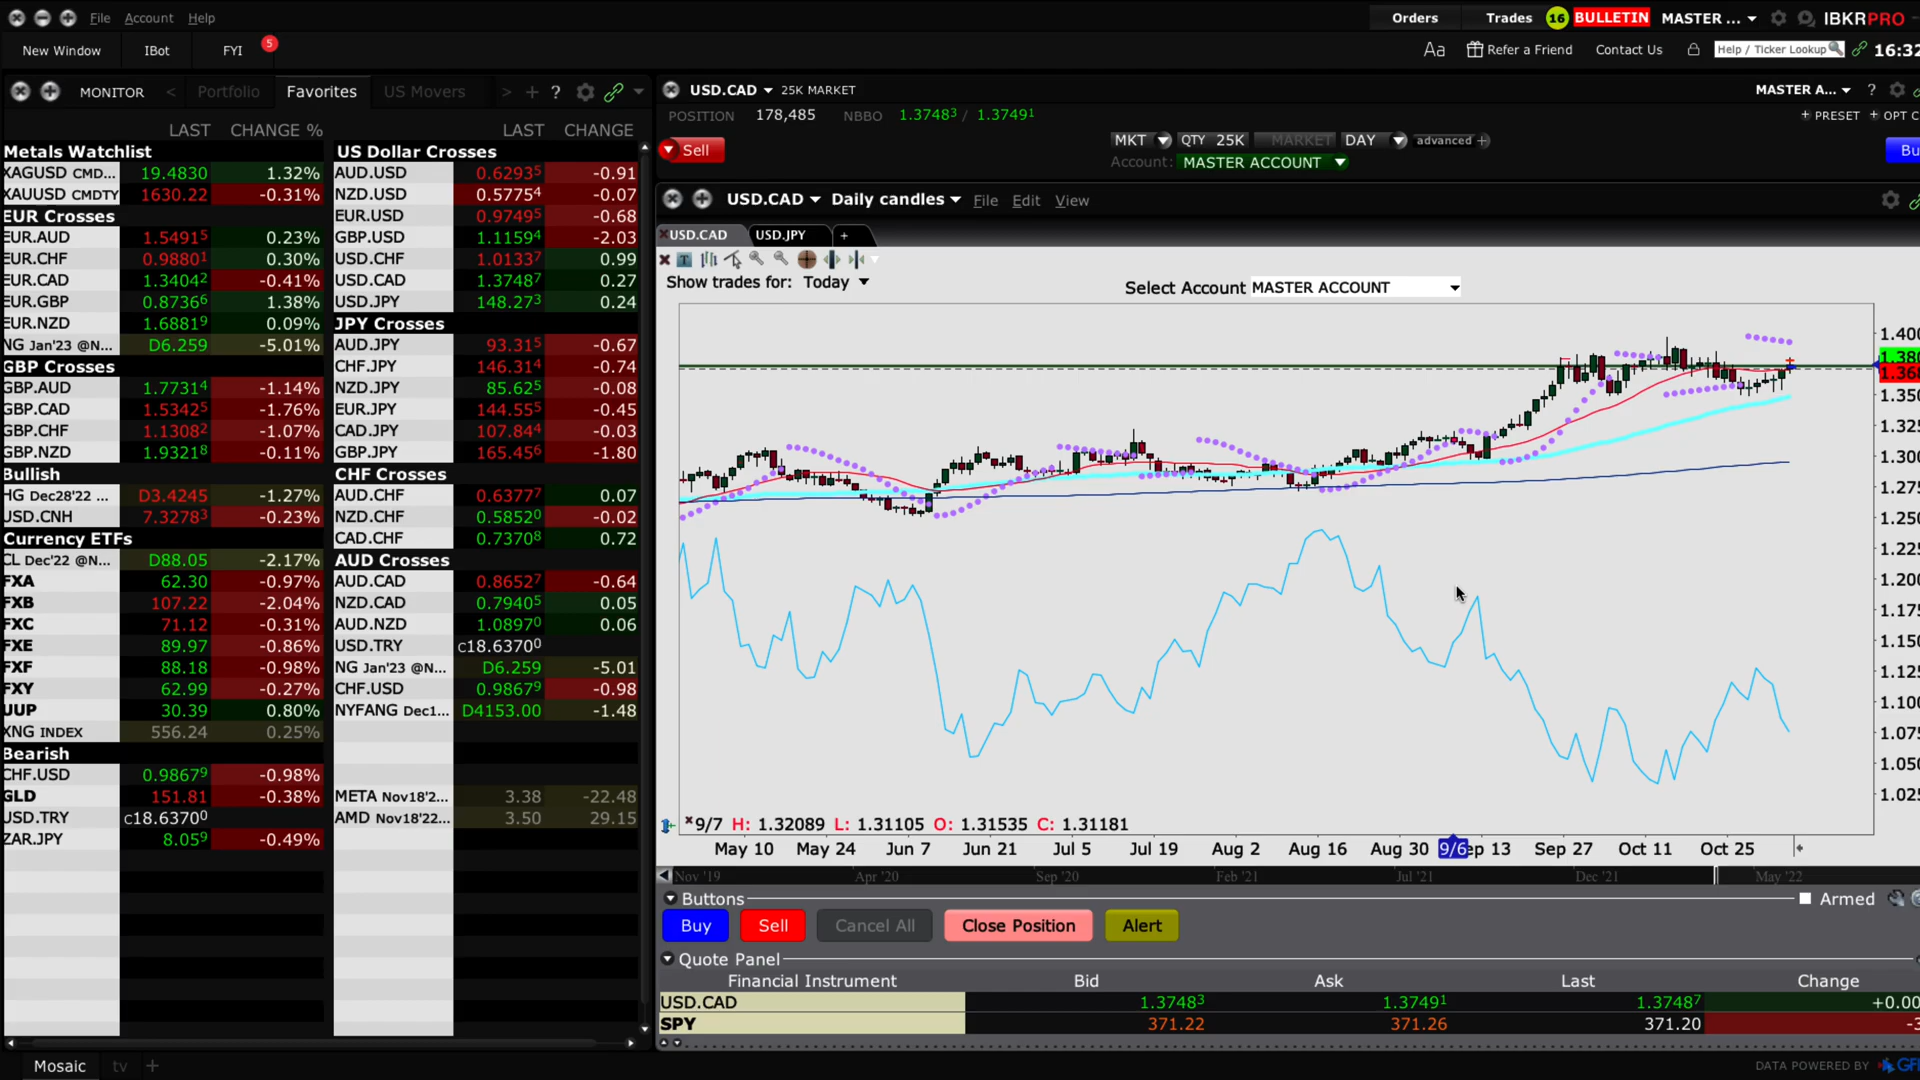 File Account Help
Orders Trades 16 BULLETIN MASTER ... IBKRPRO
New Window IBot FYI 5
Aa Refer a Friend Contact Us Help / Ticker Lookup 16:32
MONITOR < Portfolio Favorites US Movers > + ?
USD.CAD 25K MARKET MASTER A... ?
POSITION 178,485 NBBO 1.37483 / 1.37491 + PRESET + OPT C
Sell MKT QTY 25K MARKET DAY advanced + Bu
Account: MASTER ACCOUNT
USD.CAD Daily candles File Edit View
USD.CAD USD.JPY +
Show trades for: Today Select Account MASTER ACCOUNT
LAST CHANGE %
Metals Watchlist
XAGUSD CMD... 19.4830 1.32%
XAUUSD CMDTY 1630.22 -0.31%
EUR Crosses
EUR.AUD 1.54915 0.23%
EUR.CHF 0.98801 0.30%
EUR.CAD 1.34042 -0.41%
EUR.GBP 0.87366 1.38%
EUR.NZD 1.68819 0.09%
NG Jan'23 @N... D6.259 -5.01%
GBP Crosses
GBP.AUD 1.77314 -1.14%
GBP.CAD 1.53425 -1.76%
GBP.CHF 1.13082 -1.07%
GBP.NZD 1.93218 -0.11%
Bullish
HG Dec28'22 ... D3.4245 -1.27%
USD.CNH 7.32783 -0.23%
Currency ETFs
CL Dec'22 @N... D88.05 -2.17%
FXA 62.30 -0.97%
FXB 107.22 -2.04%
FXC 71.12 -0.31%
FXE 89.97 -0.86%
FXF 88.18 -0.98%
FXY 62.99 -0.27%
UUP 30.39 0.80%
XNG INDEX 556.24 0.25%
Bearish
CHF.USD 0.98679 -0.98%
GLD 151.81 -0.38%
USD.TRY c18.63700
ZAR.JPY 8.059 -0.49%
LAST CHANGE
US Dollar Crosses
AUD.USD 0.62935 -0.91
NZD.USD 0.57754 -0.07
EUR.USD 0.97495 -0.68
GBP.USD 1.11594 -2.03
USD.CHF 1.01337 0.99
USD.CAD 1.37487 0.27
USD.JPY 148.273 0.24
JPY Crosses
AUD.JPY 93.315 -0.67
CHF.JPY 146.314 -0.74
NZD.JPY 85.625 -0.08
EUR.JPY 144.555 -0.45
CAD.JPY 107.844 -0.03
GBP.JPY 165.456 -1.80
CHF Crosses
AUD.CHF 0.63777 0.07
NZD.CHF 0.58520 -0.02
CAD.CHF 0.73708 0.72
AUD Crosses
AUD.CAD 0.86527 -0.64
NZD.CAD 0.79405 0.05
AUD.NZD 1.08970 0.06
USD.TRY c18.63700
NG Jan'23 @N... D6.259 -5.01
CHF.USD 0.98679 -0.98
NYFANG Dec1... D4153.00 -1.48
META Nov18'2... 3.38 -22.48
AMD Nov18'22... 3.50 29.15
1.400
1.380
1.36
1.350
1.325
1.300
1.275
1.250
1.225
1.200
1.175
1.150
1.125
1.100
1.075
1.050
1.025
9/7 H: 1.32089 L: 1.31105 O: 1.31535 C: 1.31181
May 10 May 24 Jun 7 Jun 21 Jul 5 Jul 19 Aug 2 Aug 16 Aug 30 9/6 ep 13 Sep 27 Oct 11 Oct 25
Nov '19 Apr '20 Sep '20 Feb '21 Jul '21 Dec '21 May '22
Buttons Armed
Buy Sell Cancel All Close Position Alert
Quote Panel
Financial Instrument Bid Ask Last Change
USD.CAD 1.37483 1.37491 1.37487 +0.00
SPY 371.22 371.26 371.20 -3
Mosaic tv + DATA POWERED BY GFI